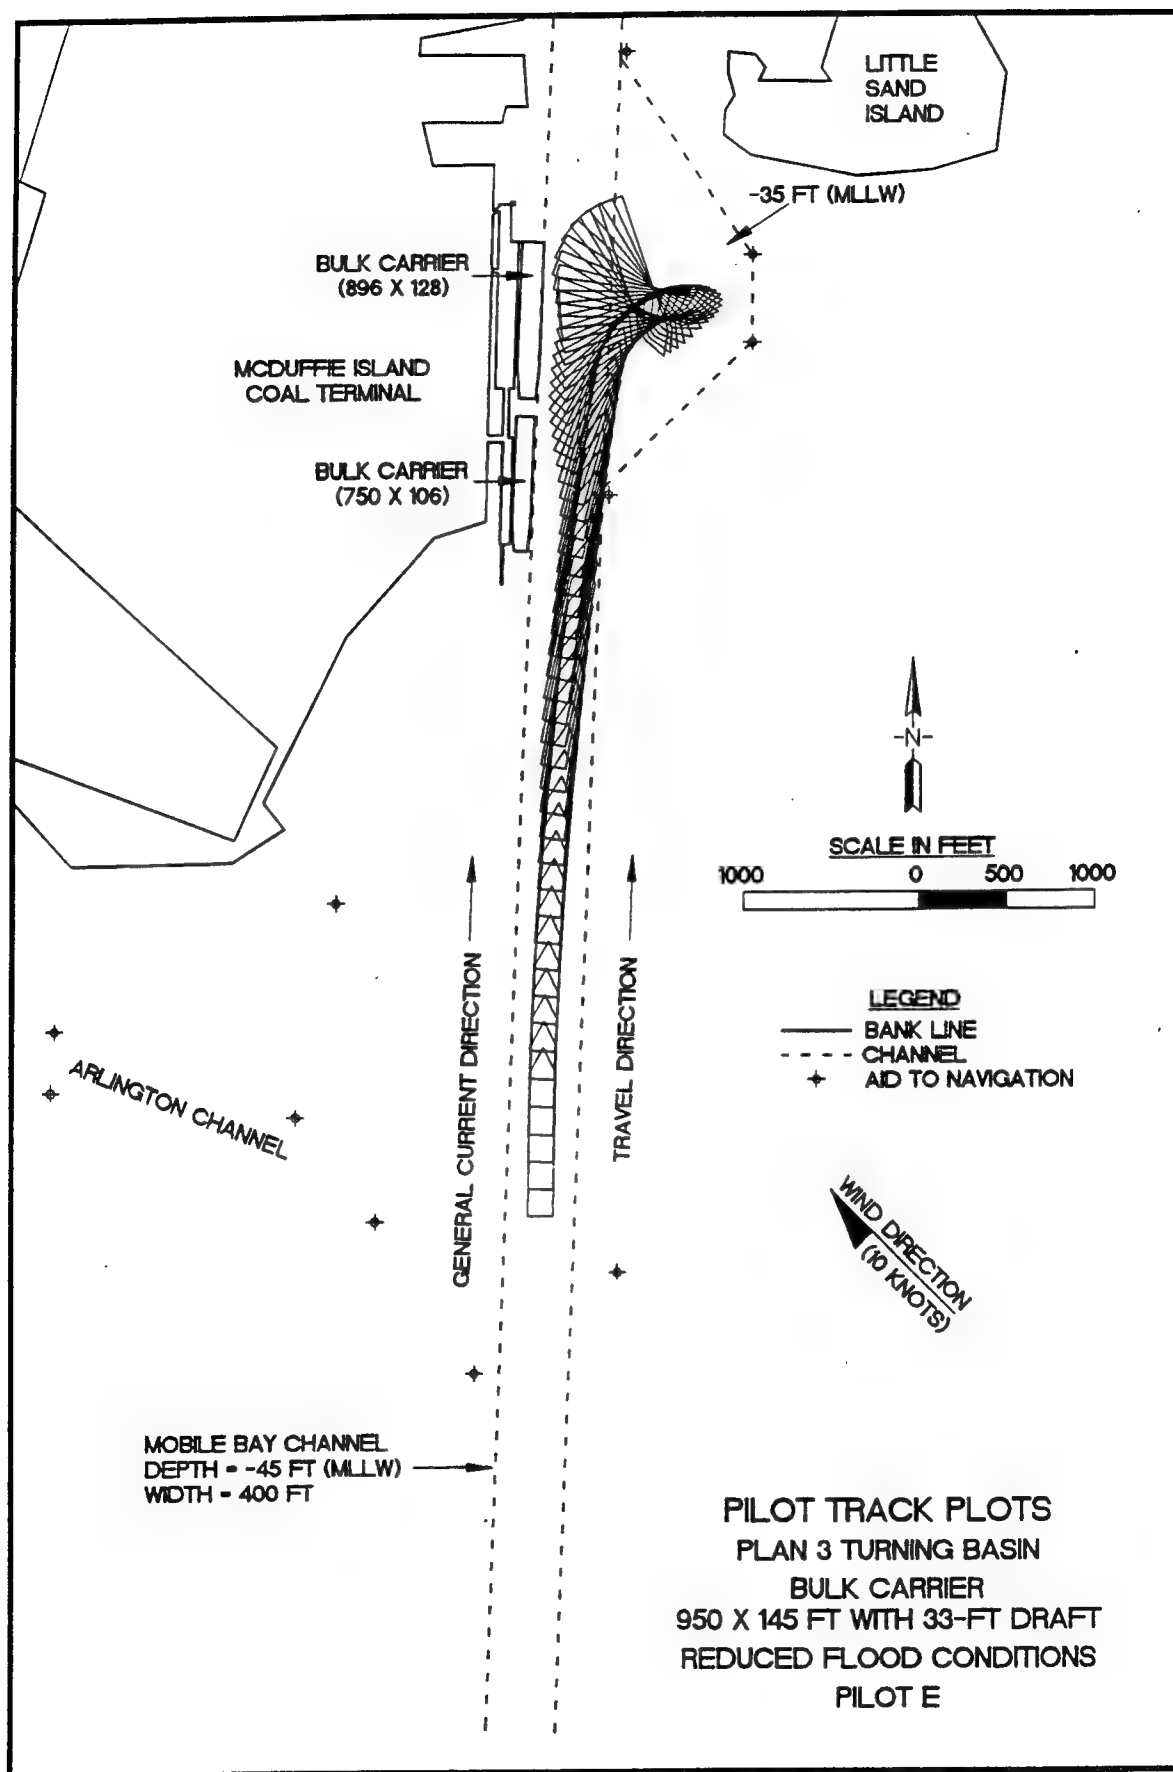 LITTLE
SAND
ISLAND
-35 FT (MLLW)
BULK CARRIER
(896 X 128)
MCDUFFIE ISLAND
COAL TERMINAL
BULK CARRIER
(750 X 106)
-N-
SCALE IN FEET
1000 0 500 1000
GENERAL CURRENT DIRECTION
TRAVEL DIRECTION
LEGEND
BANK LINE
CHANNEL
AID TO NAVIGATION
ARLINGTON CHANNEL
WIND DIRECTION
(10 KNOTS)
MOBILE BAY CHANNEL
DEPTH = -45 FT (MLLW)
WIDTH = 400 FT
PILOT TRACK PLOTS
PLAN 3 TURNING BASIN
BULK CARRIER
950 X 145 FT WITH 33-FT DRAFT
REDUCED FLOOD CONDITIONS
PILOT E